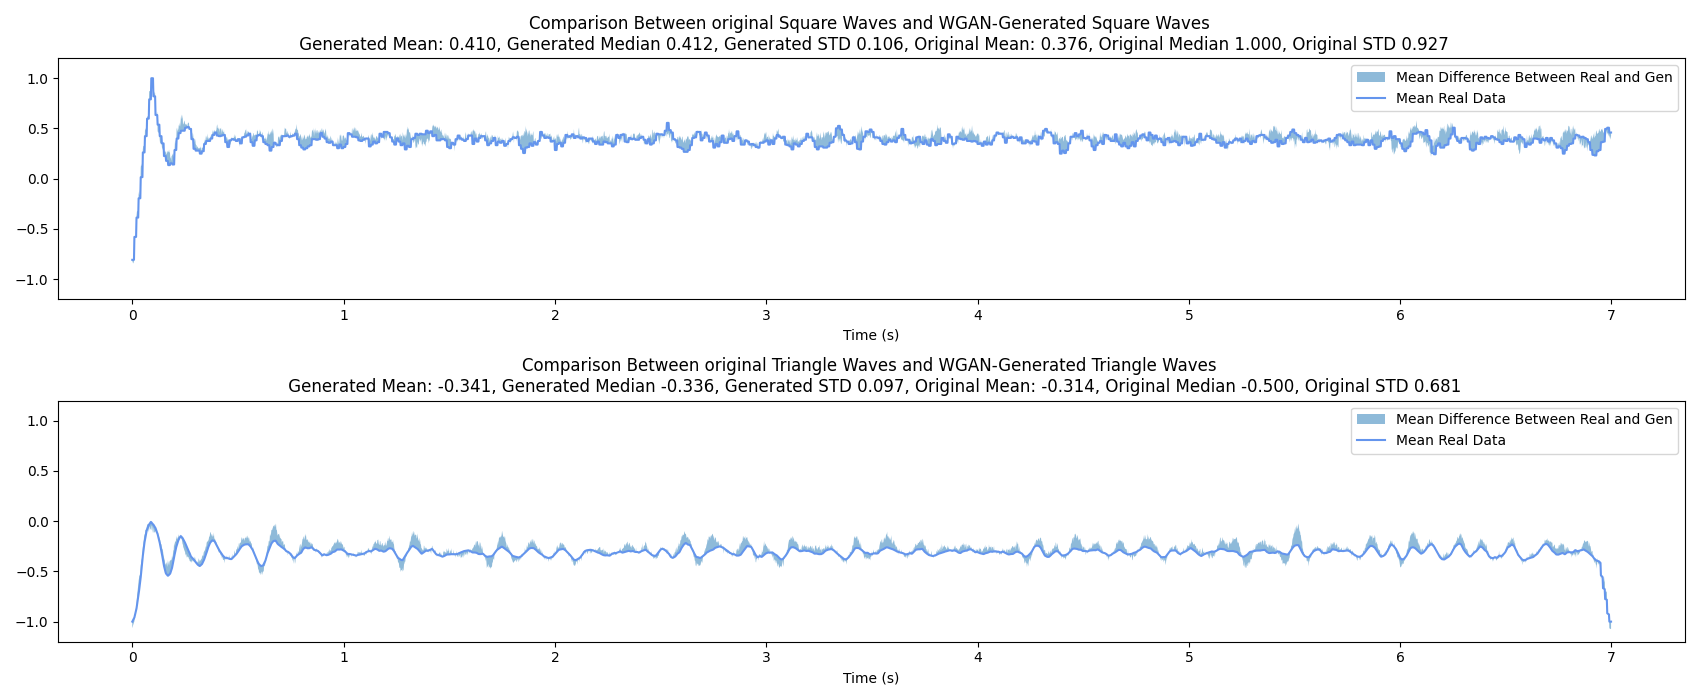 Comparison Between original Square Waves and WGAN-Generated Square Waves
Generated Mean: 0.410, Generated Median 0.412, Generated STD 0.106, Original Mean: 0.376, Original Median 1.000, Original STD 0.927
Mean Difference Between Real and Gen
Mean Real Data
1.0
0.5
0.0
−0.5
−1.0
0 1 2 3 4 5 6 7
Time (s)
Comparison Between original Triangle Waves and WGAN-Generated Triangle Waves
Generated Mean: -0.341, Generated Median -0.336, Generated STD 0.097, Original Mean: -0.314, Original Median -0.500, Original STD 0.681
Mean Difference Between Real and Gen
Mean Real Data
1.0
0.5
0.0
−0.5
−1.0
0 1 2 3 4 5 6 7
Time (s)